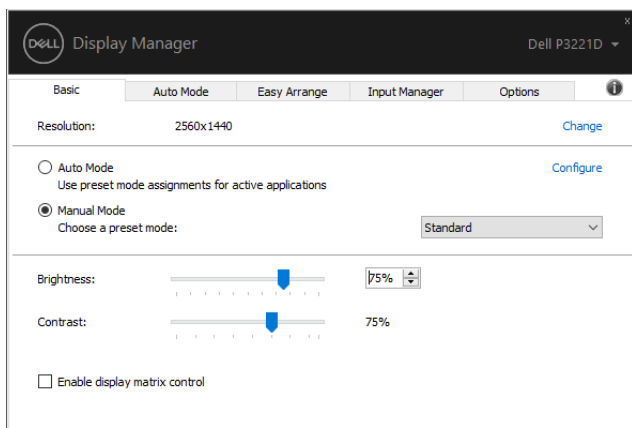 DELL Display Manager Dell P3221D
Basic Auto Mode Easy Arrange Input Manager Options
Resolution: 2560x1440 Change
Auto Mode Configure
Use preset mode assignments for active applications
Manual Mode
Choose a preset mode: Standard
Brightness: 75%
Contrast: 75%
Enable display matrix control